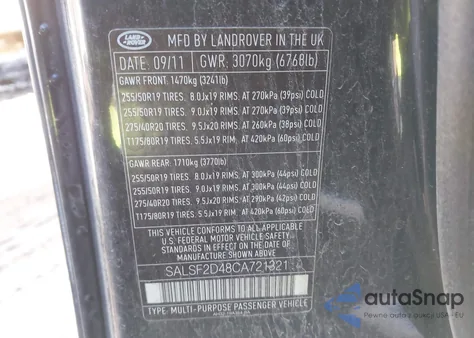 LAND ROVER
MFD BY LANDROVER IN THE UK
09/11 GWR: 3070kg (6768lb)
GAWR FRONT: 1470kg (3241lb)
255/50R19 TIRES. 8.0Jx19 RIMS, AT 270kPa (39psi) COLD
255/50R19 TIRES. 9.0Jx19 RIMS, AT 270kPa (39psi) COLD
275/40R20 TIRES. 9.5Jx20 RIMS, AT 260kPa (38psi) COLD
T175/80R19 TIRES. 5.5Jx19 RIM, AT 420kPa (60psi) COLD
GAWR REAR: 1710kg (3770lb)
255/50R19 TIRES. 8.0Jx19 RIMS, AT 300kPa (44psi) COLD
255/50R19 TIRES. 9.0Jx19 RIMS, AT 300kPa (44psi) COLD
275/40R20 TIRES. 9.5Jx20 RIMS, AT 290kPa (42psi) COLD
T175/80R19 TIRES. 5.5Jx19 RIM, AT 420kPa (60psi) COLD
THIS VEHICLE CONFORMS TO ALL APPLICABLE
U.S. FEDERAL MOTOR VEHICLE SAFETY
STANDARDS IN EFFECT ON THE DATE OF
MANUFACTURE SHOWN ABOVE.
SALSF2D48CA721321
TYPE: MULTI-PURPOSE PASSENGER VEHICLE
autoSnap
Pewne auto z USA - EU